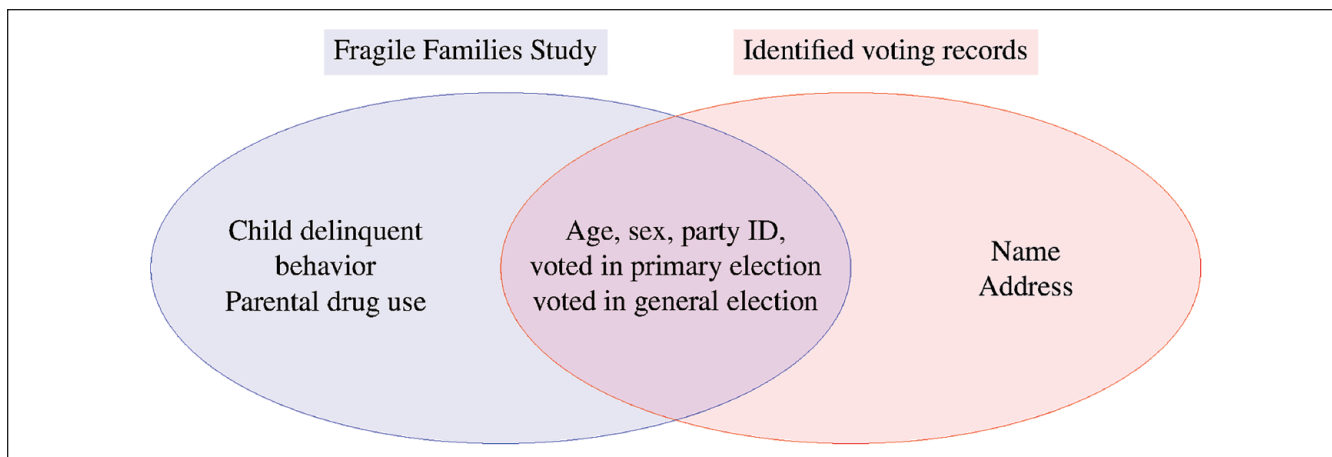 Fragile Families Study
Identified voting records
Child delinquent
behavior
Parental drug use
Age, sex, party ID,
voted in primary election
voted in general election
Name
Address